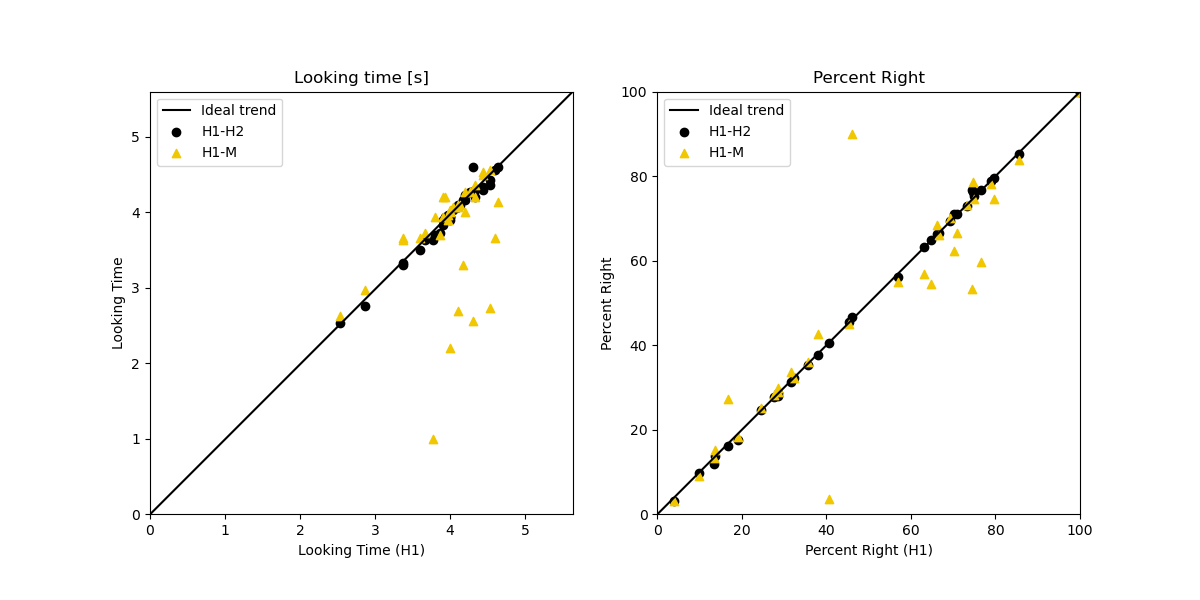 Looking time [s]
Ideal trend
H1-H2
H1-M
5
4
3
2
1
0
0 1 2 3 4 5
Looking Time
Looking Time (H1)
Percent Right
Ideal trend
H1-H2
H1-M
100
80
60
40
20
0
0 20 40 60 80 100
Percent Right
Percent Right (H1)